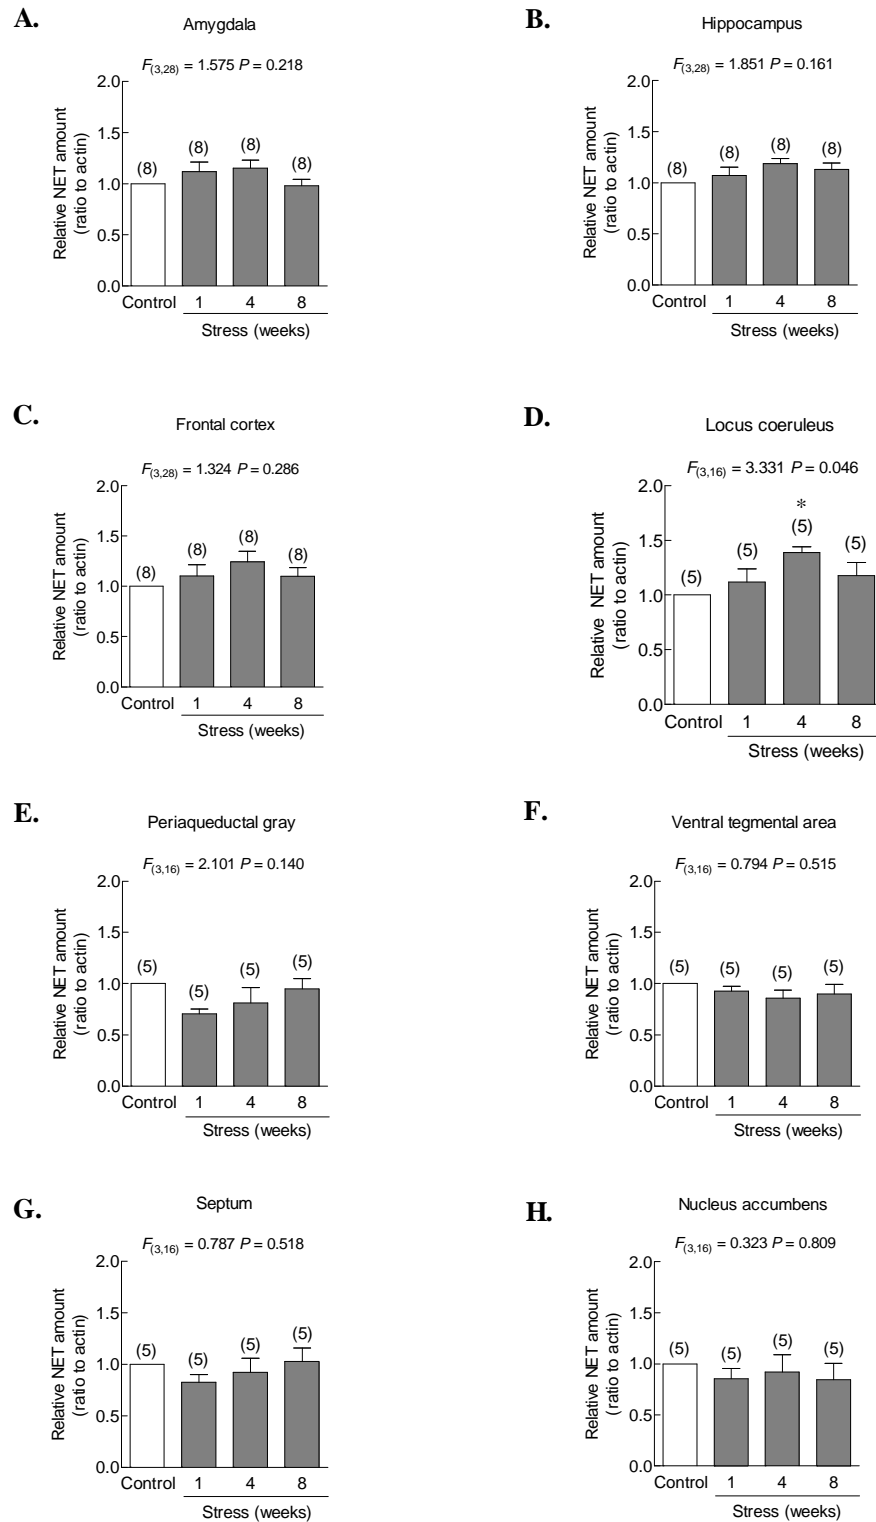 A.
Amygdala
F(3,28) = 1.575 P = 0.218
Relative NET amount
(ratio to actin)
2.0
1.5
1.0
0.5
0.0
(8)
(8)
(8)
(8)
Control 1 4 8
Stress (weeks)
B.
Hippocampus
F(3,28) = 1.851 P = 0.161
Relative NET amount
(ratio to actin)
2.0
1.5
1.0
0.5
0.0
(8)
(8)
(8)
(8)
Control 1 4 8
Stress (weeks)
C.
Frontal cortex
F(3,28) = 1.324 P = 0.286
Relative NET amount
(ratio to actin)
2.0
1.5
1.0
0.5
0.0
(8)
(8)
(8)
(8)
Control 1 4 8
Stress (weeks)
D.
Locus coeruleus
F(3,16) = 3.331 P = 0.046
Relative NET amount
(ratio to actin)
2.0
1.5
1.0
0.5
0.0
(5)
(5)
*
(5)
(5)
Control 1 4 8
Stress (weeks)
E.
Periaqueductal gray
F(3,16) = 2.101 P = 0.140
Relative NET amount
(ratio to actin)
2.0
1.5
1.0
0.5
0.0
(5)
(5)
(5)
(5)
Control 1 4 8
Stress (weeks)
F.
Ventral tegmental area
F(3,16) = 0.794 P = 0.515
Relative NET amount
(ratio to actin)
2.0
1.5
1.0
0.5
0.0
(5)
(5)
(5)
(5)
Control 1 4 8
Stress (weeks)
G.
Septum
F(3,16) = 0.787 P = 0.518
Relative NET amount
(ratio to actin)
2.0
1.5
1.0
0.5
0.0
(5)
(5)
(5)
(5)
Control 1 4 8
Stress (weeks)
H.
Nucleus accumbens
F(3,16) = 0.323 P = 0.809
Relative NET amount
(ratio to actin)
2.0
1.5
1.0
0.5
0.0
(5)
(5)
(5)
(5)
Control 1 4 8
Stress (weeks)